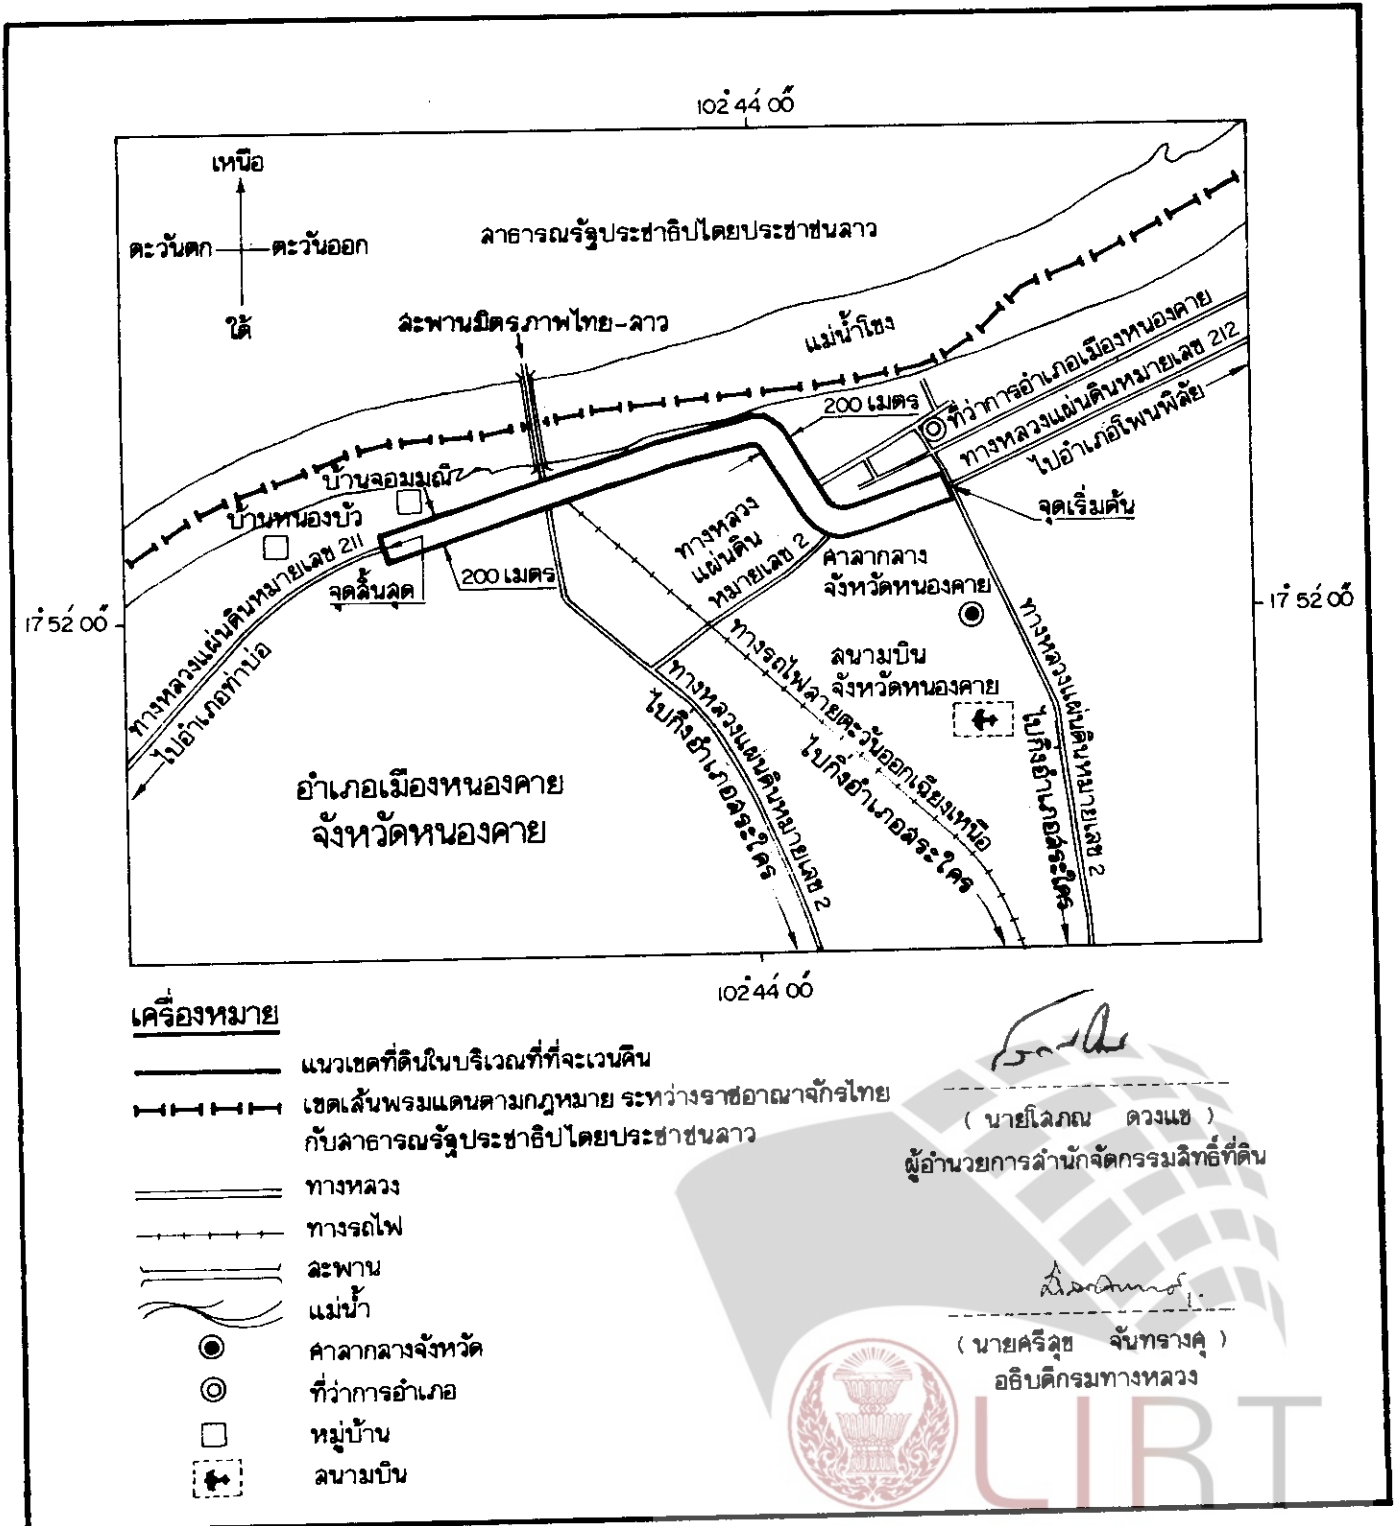 102° 44′ 00″
เหนือ
ตะวันตก
ตะวันออก
ใต้
สาธารณรัฐประชาธิปไตยประชาชนลาว
สะพานมิตรภาพไทย-ลาว
แม่น้ำโขง
200 เมตร
ที่ว่าการอำเภอเมืองหนองคาย
ทางหลวงแผ่นดินหมายเลข 212
ไปอำเภอโพนพิสัย
จุดเริ่มต้น
บ้านจอมมณี
บ้านหนองบัว
ทางหลวงแผ่นดินหมายเลข 211
ไปอำเภอท่าบ่อ
จุดสิ้นสุด
200 เมตร
ทางหลวง
แผ่นดิน
หมายเลข 2
ศาลากลาง
จังหวัดหนองคาย
17° 52′ 00″
17° 52′ 00″
สนามบิน
จังหวัดหนองคาย
ทางหลวงแผ่นดินหมายเลข 2
ไปกิ่งอำเภอสระใคร
ทางรถไฟสายตะวันออกเฉียงเหนือ
ไปกิ่งอำเภอสระใคร
ทางหลวงแผ่นดินหมายเลข 2
ไปกิ่งอำเภอสระใคร
อำเภอเมืองหนองคาย
จังหวัดหนองคาย
102° 44′ 00″
เครื่องหมาย
แนวเขตที่ดินในบริเวณที่ที่จะเวนคืน
เขตเส้นพรมแดนตามกฎหมาย ระหว่างราชอาณาจักรไทย
กับสาธารณรัฐประชาธิปไตยประชาชนลาว
ทางหลวง
ทางรถไฟ
สะพาน
แม่น้ำ
ศาลากลางจังหวัด
ที่ว่าการอำเภอ
หมู่บ้าน
สนามบิน
( นายโสภณ ดวงแข )
ผู้อำนวยการสำนักจัดกรรมสิทธิ์ที่ดิน
( นายศรีสุข จันทรางศุ )
อธิบดีกรมทางหลวง
LIRT